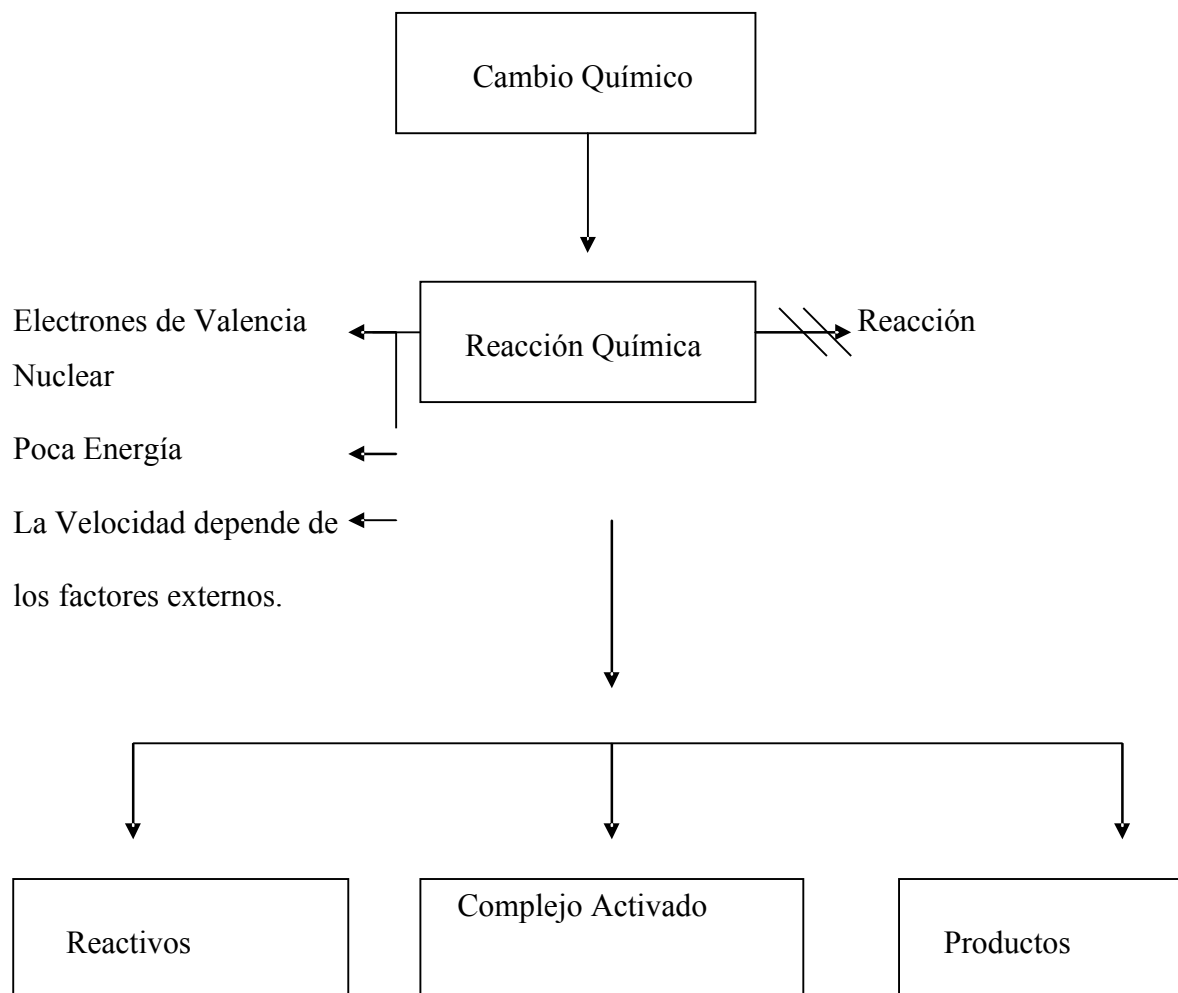 Cambio Químico
Electrones de Valencia
Reacción Química
Reacción
Nuclear
Poca Energía
La Velocidad depende de
los factores externos.
Reactivos
Complejo Activado
Productos